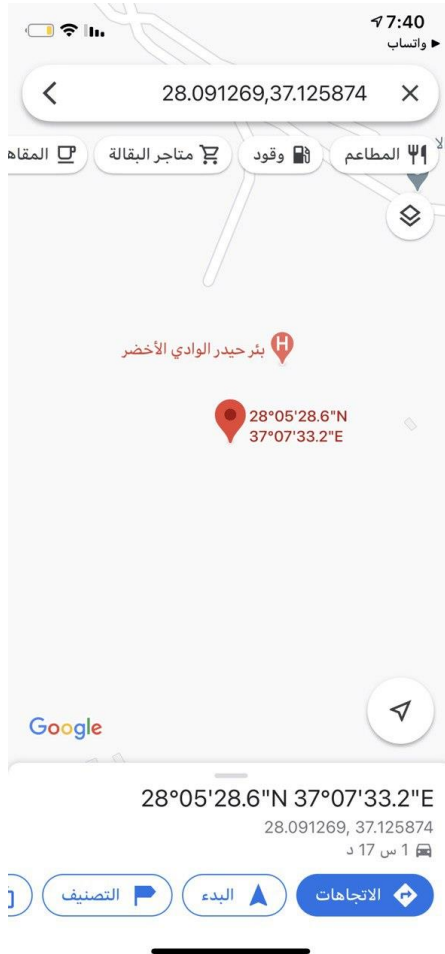 7:40
واتساب
28.091269,37.125874
المطاعم
وقود
متاجر البقالة
المقاه
بئر حيدر الوادي الأخضر
H
28°05'28.6"N
37°07'33.2"E
Google
28°05'28.6"N 37°07'33.2"E
28.091269, 37.125874
1 س 17 د
الاتجاهات
البدء
التصنيف